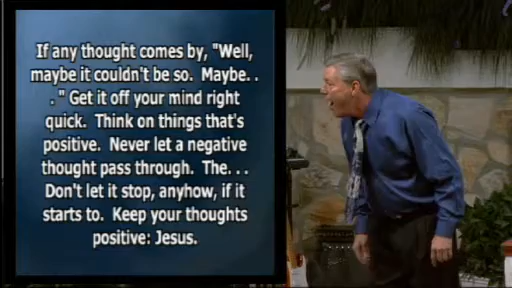 If any thought comes by, "Well,
maybe it couldn't be so. Maybe. .
. " Get it off your mind right
quick. Think on things that's
positive. Never let a negative
thought pass through. The. . .
Don't let it stop, anyhow, if it
starts to. Keep your thoughts
positive: Jesus.